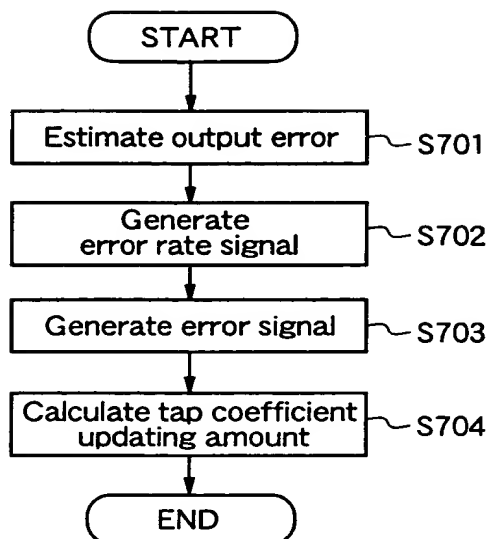 START
Estimate output error
S701
Generate
error rate signal
S702
Generate error signal
S703
Calculate tap coefficient
updating amount
S704
END